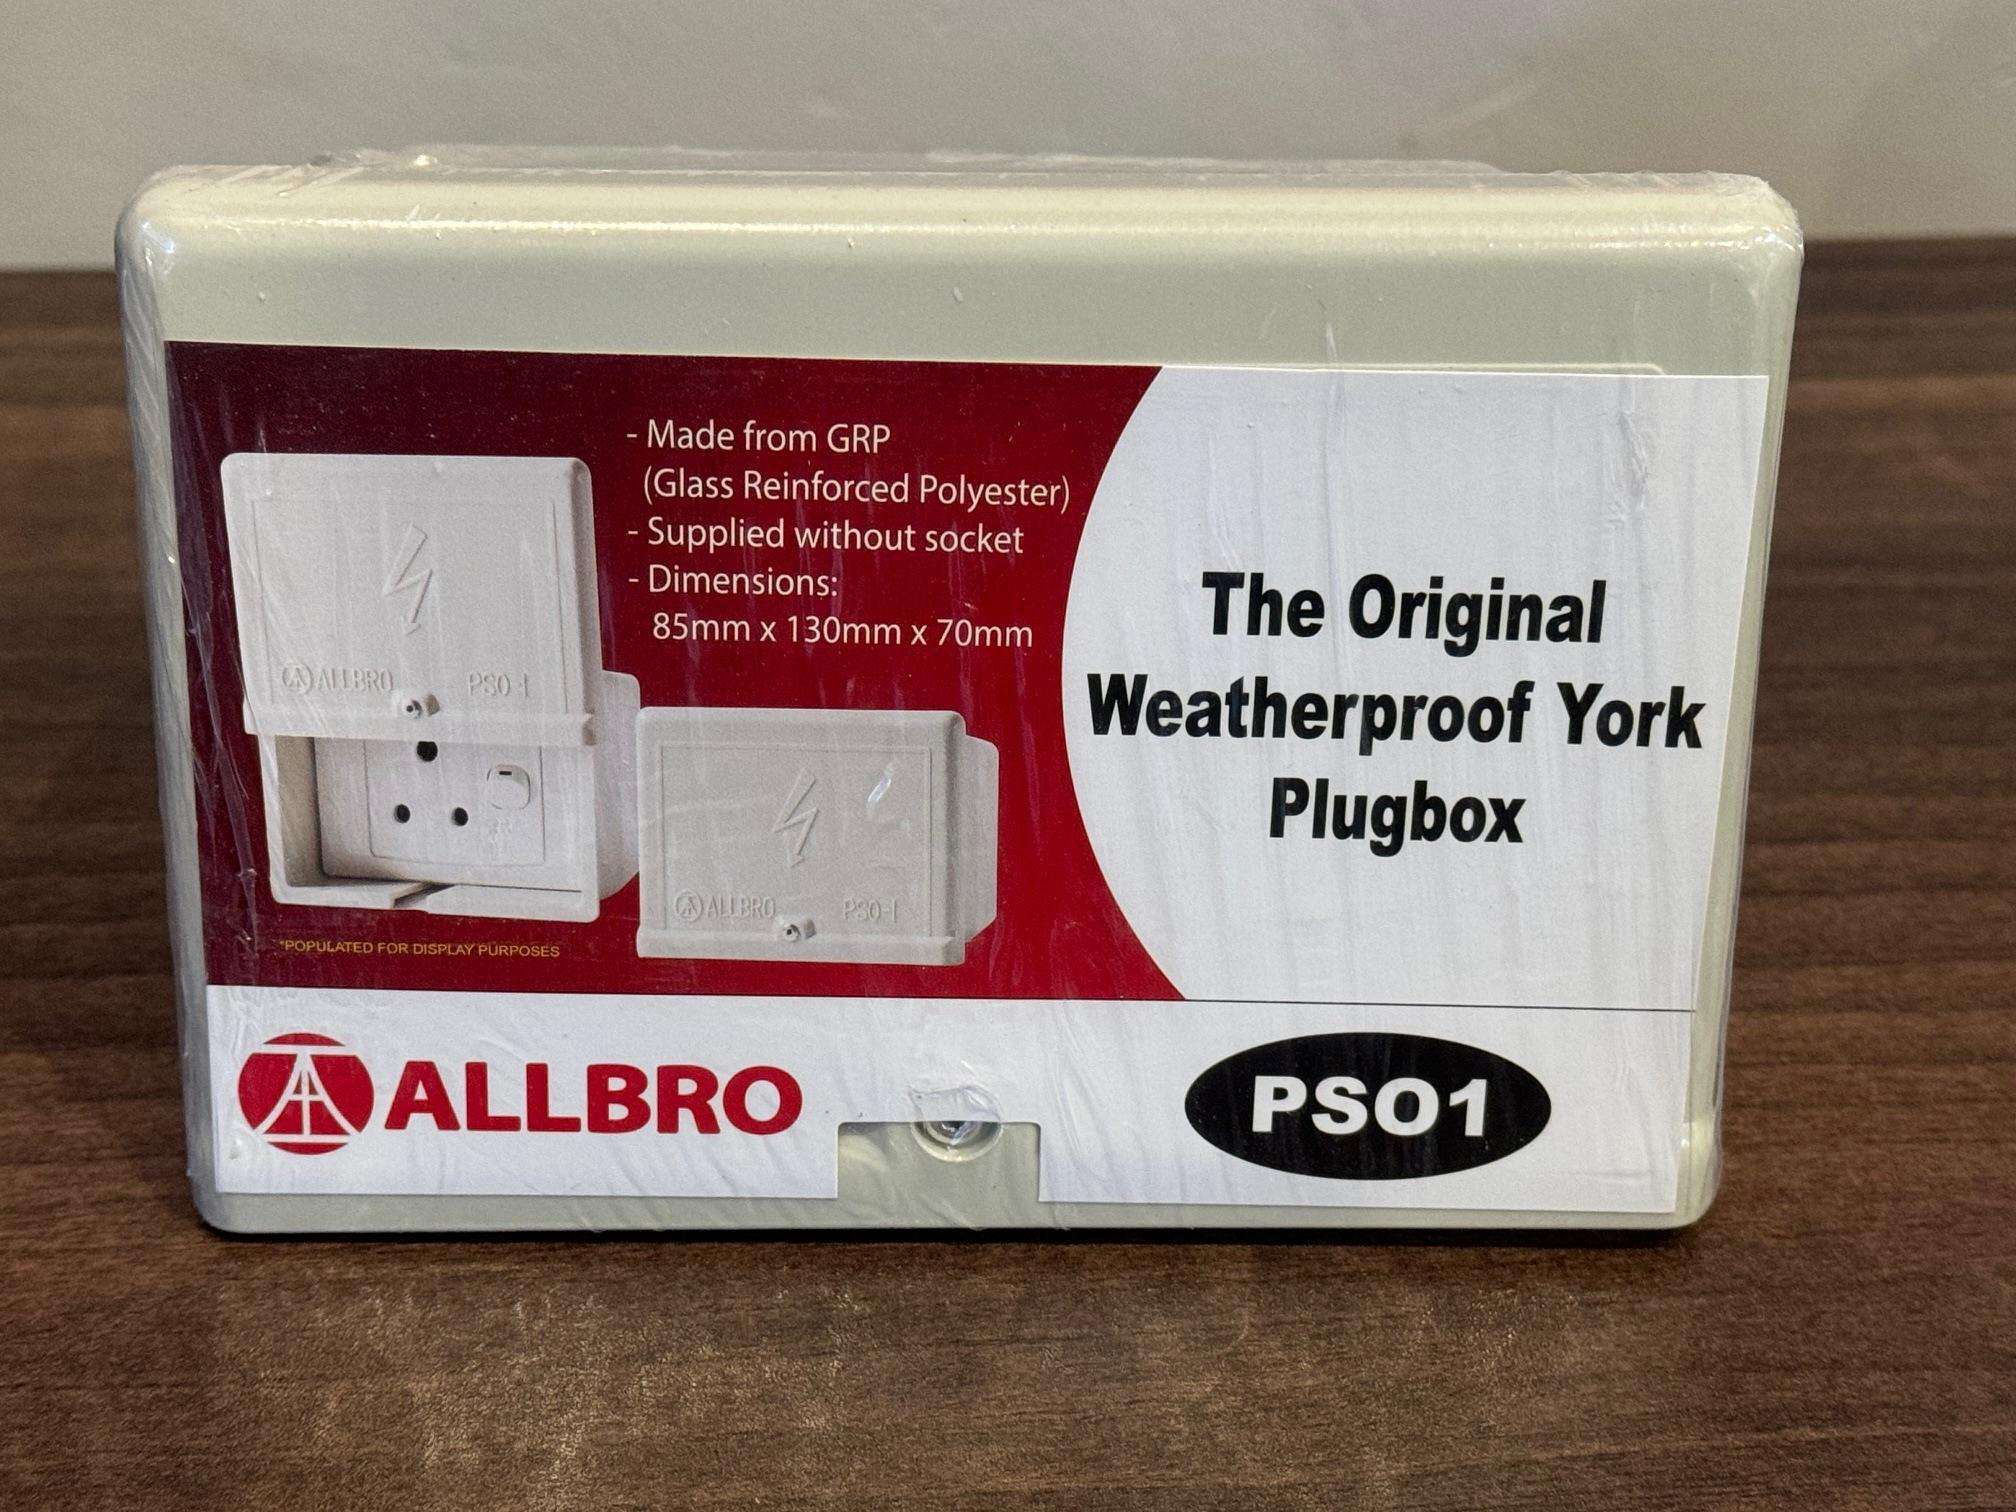 - Made from GRP
(Glass Reinforced Polyester)
- Supplied without socket
- Dimensions:
85mm x 130mm x 70mm
ALLBRO PSO-1
ALLBRO PSO-1
*POPULATED FOR DISPLAY PURPOSES
The Original
Weatherproof York
Plugbox
ALLBRO
PSO1